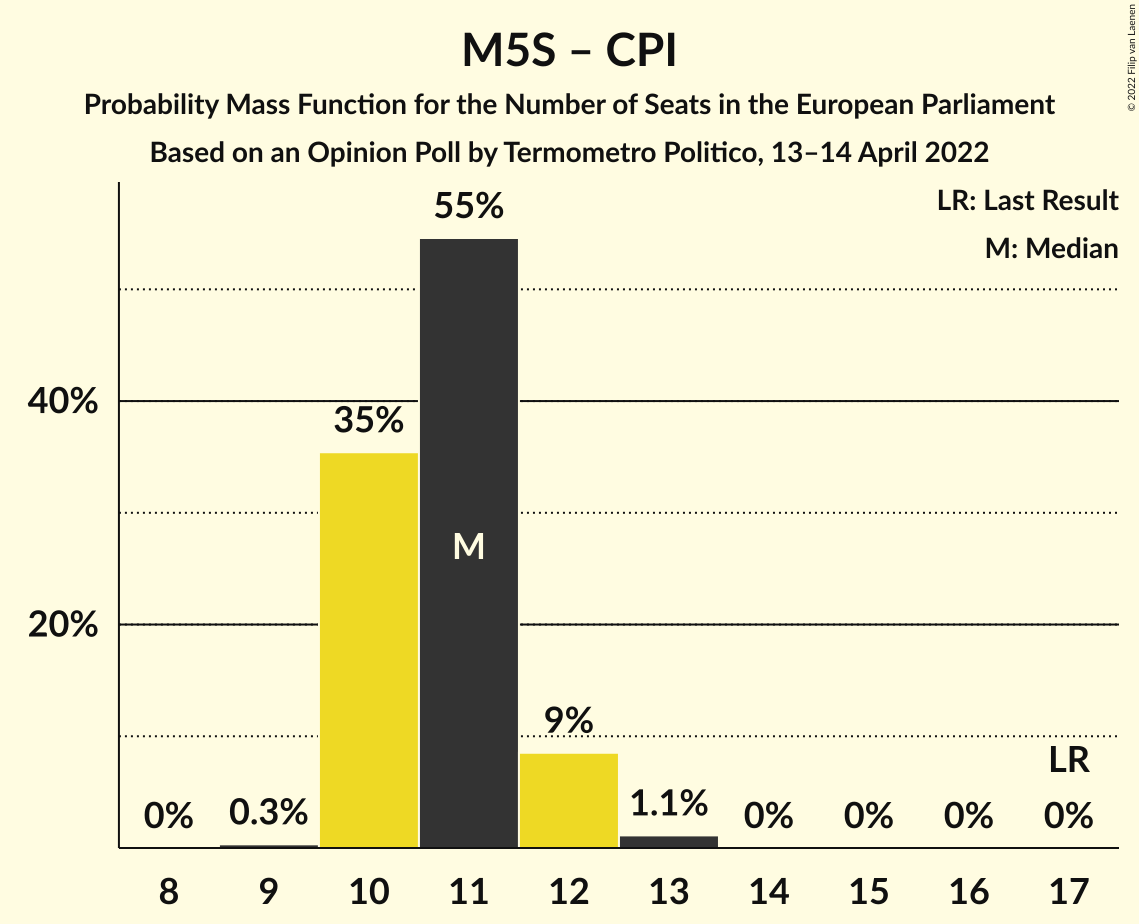 M5S – CPI
Probability Mass Function for the Number of Seats in the European Parliament
Based on an Opinion Poll by Termometro Politico, 13–14 April 2022
© 2022 Filip van Laenen
LR: Last Result
M: Median
55%
40%
35%
M
20%
9%
LR
0% 0.3% 1.1% 0% 0% 0% 0%
8 9 10 11 12 13 14 15 16 17